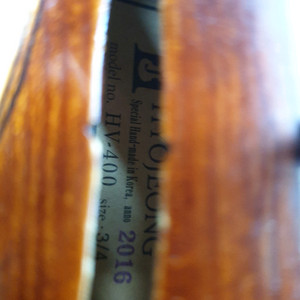 HYOJEONG
Special Hand-made in Korea, anno 2016
model no. HV-400 size: 3/4